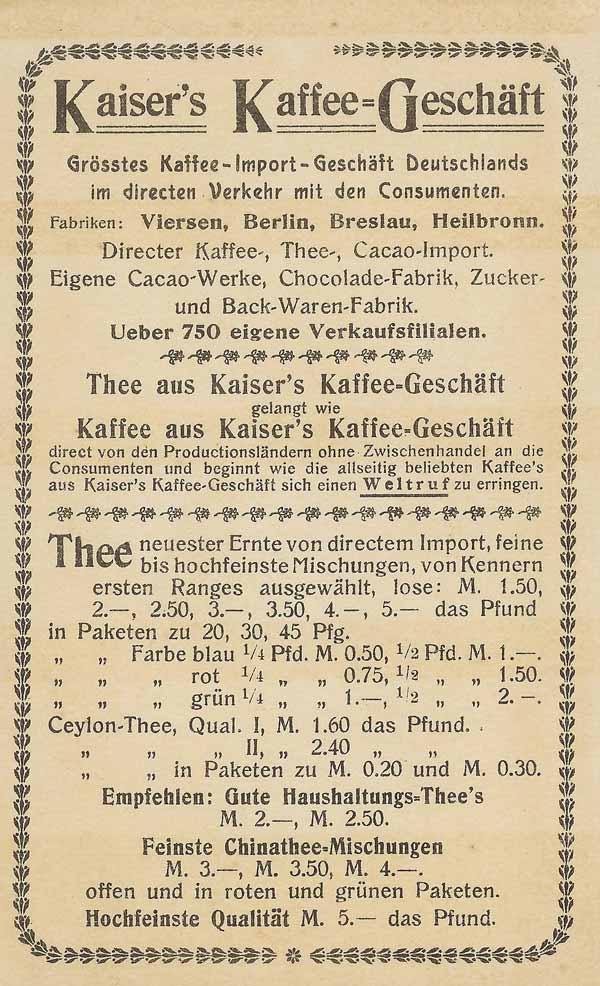 Kaiser's Kaffee=Geschäft
Grösstes Kaffee-Import-Geschäft Deutschlands
im directen Verkehr mit den Consumenten.
Fabriken: Viersen, Berlin, Breslau, Heilbronn.
Directer Kaffee-, Thee-, Cacao-Import.
Eigene Cacao-Werke, Chocolade-Fabrik, Zucker-
und Back-Waren-Fabrik.
Ueber 750 eigene Verkaufsfilialen.
Thee aus Kaiser's Kaffee=Geschäft
gelangt wie
Kaffee aus Kaiser's Kaffee=Geschäft
direct von den Productionsländern ohne Zwischenhandel an die
Consumenten und beginnt wie die allseitig beliebten Kaffee's
aus Kaiser's Kaffee-Geschäft sich einen Weltruf zu erringen.
Thee neuester Ernte von directem Import, feine
bis hochfeinste Mischungen, von Kennern
ersten Ranges ausgewählt, lose: M. 1.50,
2.—, 2.50, 3.—, 3.50, 4.—, 5.— das Pfund
in Paketen zu 20, 30, 45 Pfg.
„ „ Farbe blau 1/4 Pfd. M. 0.50, 1/2 Pfd. M. 1.—.
„ „ „ rot 1/4 „ „ 0.75, 1/2 „ „ 1.50.
„ „ „ grün 1/4 „ „ 1.—, 1/2 „ „ 2.—.
Ceylon-Thee, Qual. I, M. 1.60 das Pfund.
„ „ „ II, „ 2.40 „ „
„ „ in Paketen zu M. 0.20 und M. 0.30.
Empfehlen: Gute Haushaltungs=Thee's
M. 2.—, M. 2.50.
Feinste Chinathee=Mischungen
M. 3.—, M. 3.50, M. 4.—.
offen und in roten und grünen Paketen.
Hochfeinste Qualität M. 5.— das Pfund.